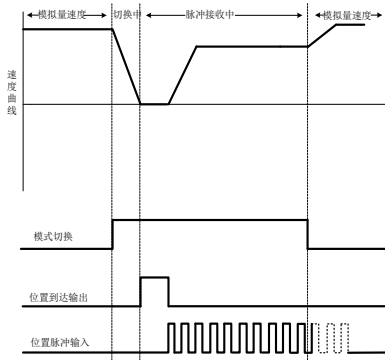 模拟量速度
切换中
脉冲接收中
模拟量速度
速度曲线
模式切换
位置到达输出
位置脉冲输入